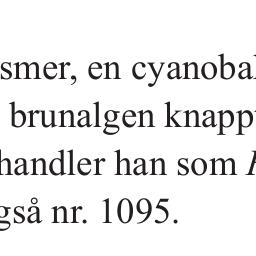 smer, en cyanoba
brunalgen knapp
handler han som
gså nr. 1095.